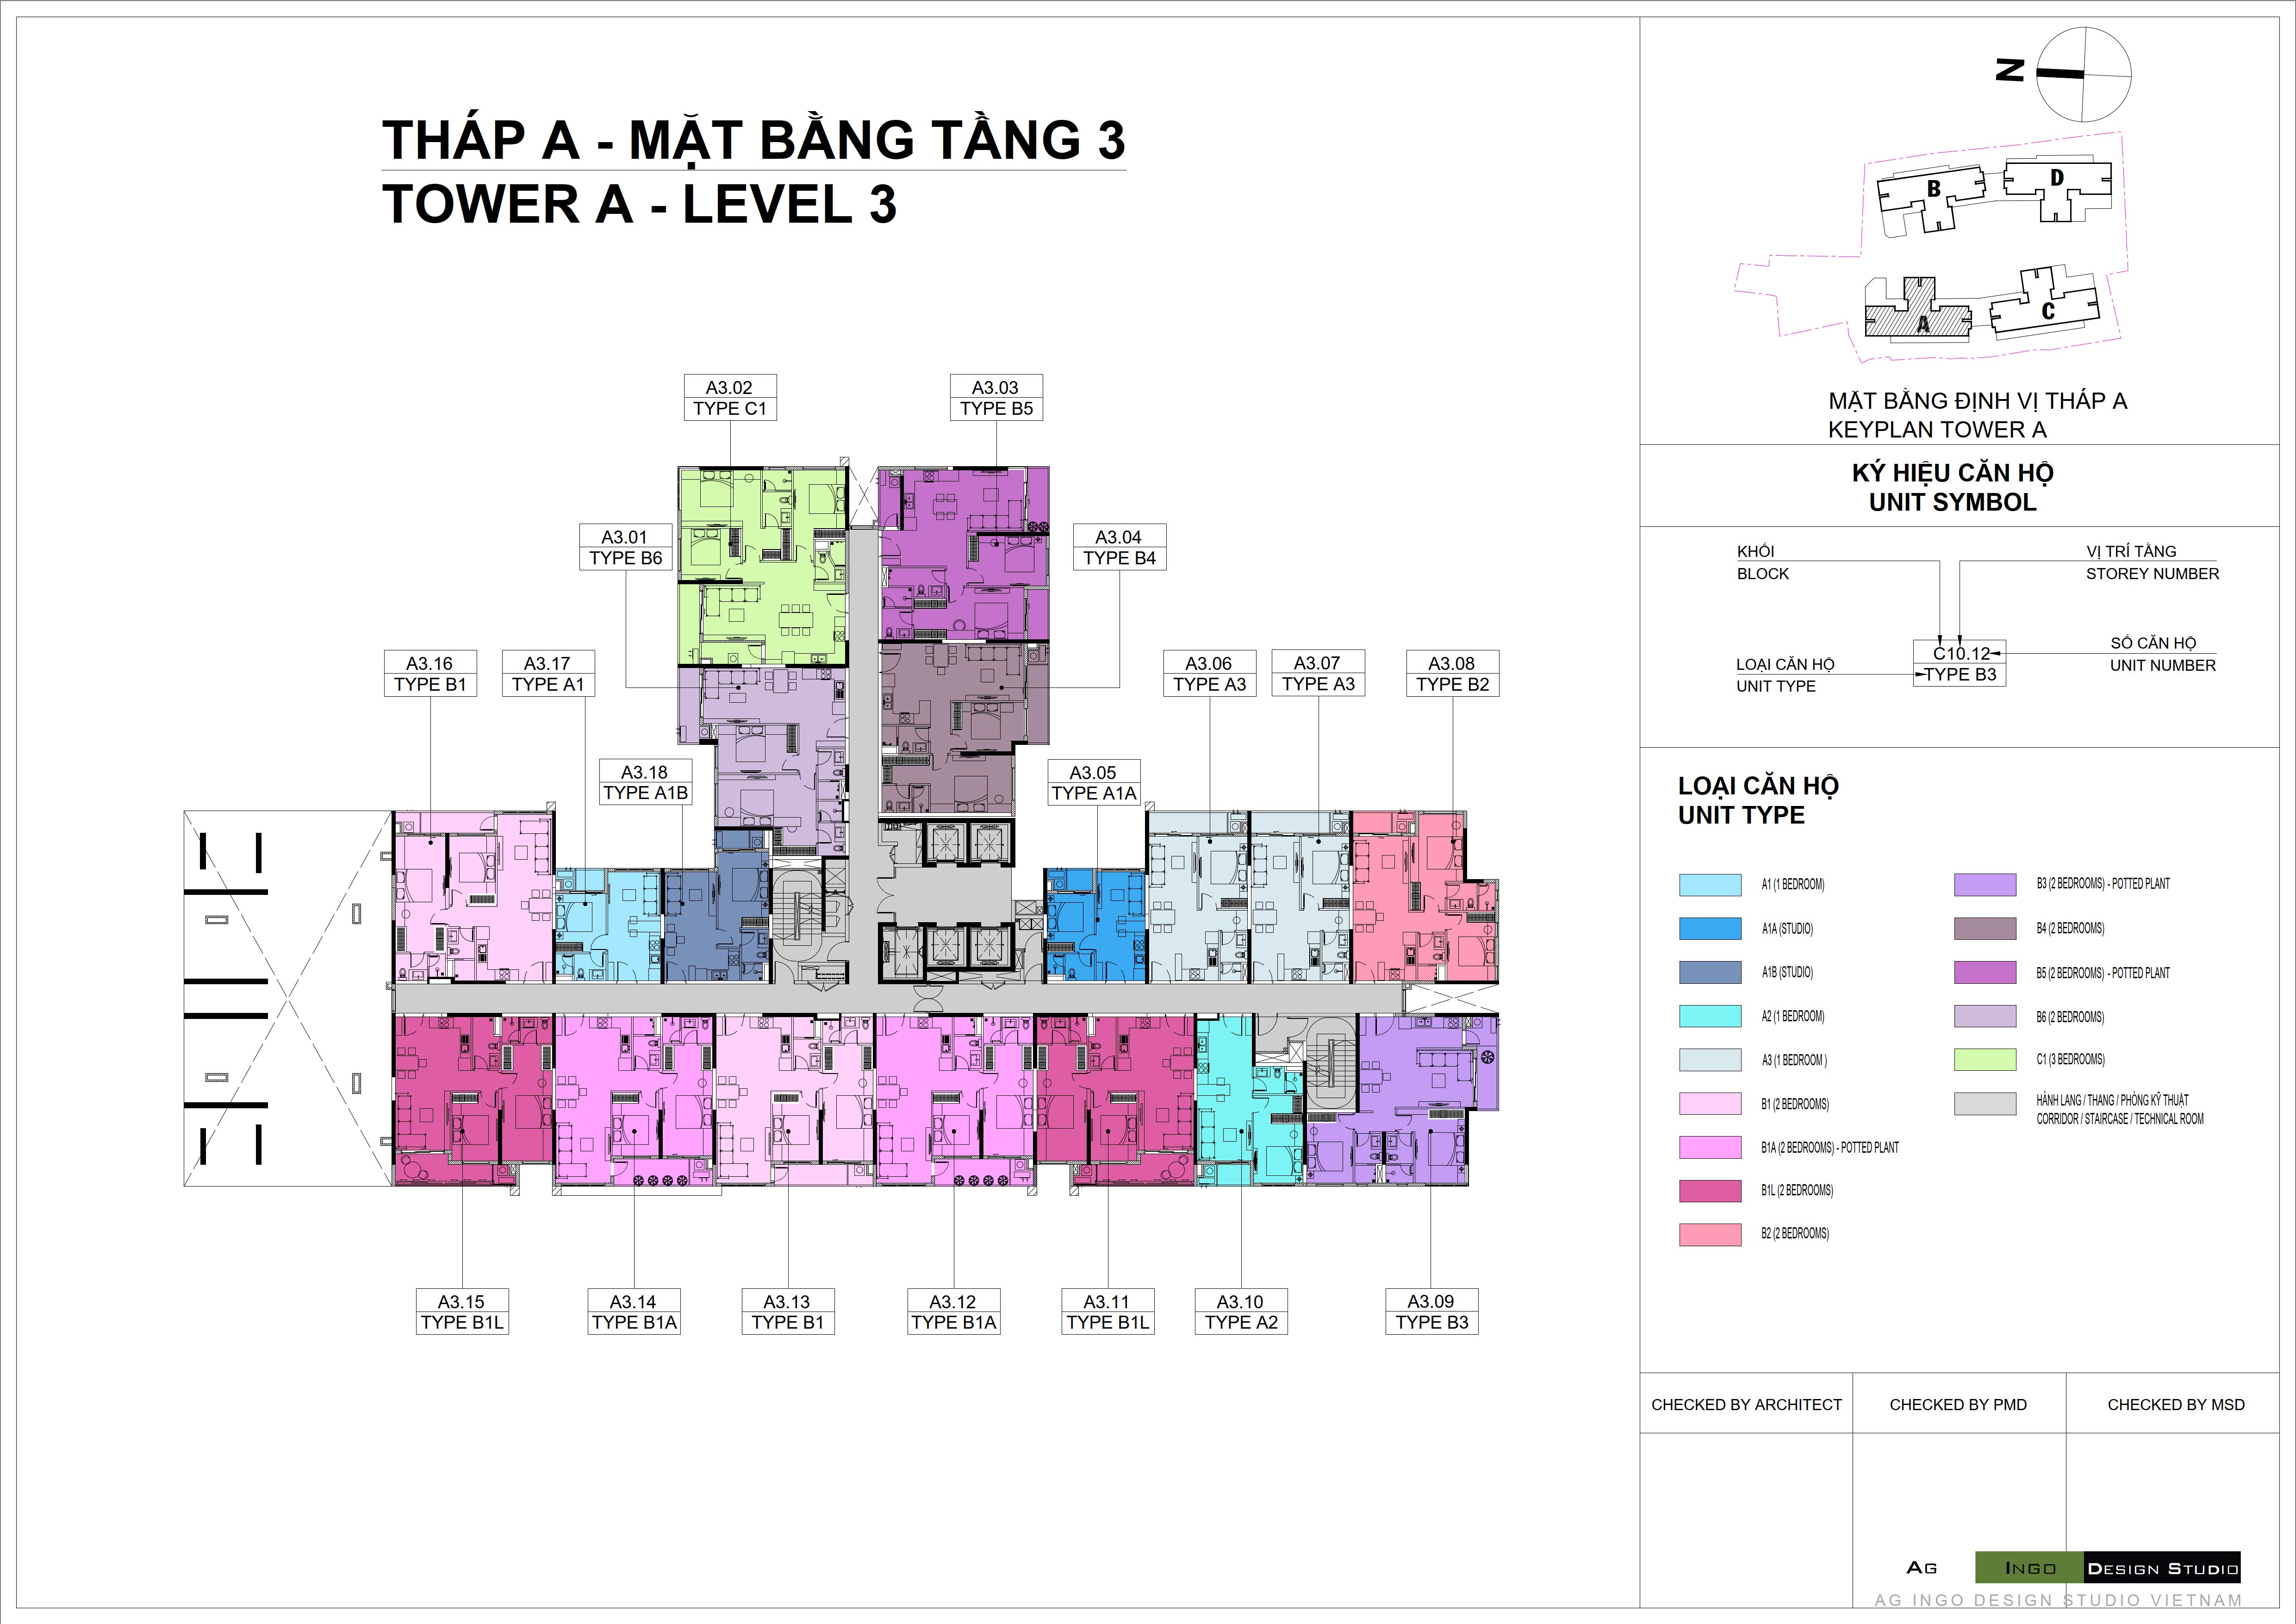 THÁP A - MẶT BẰNG TẦNG 3
TOWER A - LEVEL 3
A3.02
TYPE C1
A3.03
TYPE B5
A3.01
TYPE B6
A3.04
TYPE B4
A3.16
TYPE B1
A3.17
TYPE A1
A3.06
TYPE A3
A3.07
TYPE A3
A3.08
TYPE B2
A3.18
TYPE A1B
A3.05
TYPE A1A
A3.15
TYPE B1L
A3.14
TYPE B1A
A3.13
TYPE B1
A3.12
TYPE B1A
A3.11
TYPE B1L
A3.10
TYPE A2
A3.09
TYPE B3
N
B
D
A
C
MẶT BẰNG ĐỊNH VỊ THÁP A
KEYPLAN TOWER A
KÝ HIỆU CĂN HỘ
UNIT SYMBOL
KHỐI
BLOCK
VỊ TRÍ TẦNG
STOREY NUMBER
C10.12
TYPE B3
SỐ CĂN HỘ
UNIT NUMBER
LOẠI CĂN HỘ
UNIT TYPE
LOẠI CĂN HỘ
UNIT TYPE
A1 (1 BEDROOM)
A1A (STUDIO)
A1B (STUDIO)
A2 (1 BEDROOM)
A3 (1 BEDROOM )
B1 (2 BEDROOMS)
B1A (2 BEDROOMS) - POTTED PLANT
B1L (2 BEDROOMS)
B2 (2 BEDROOMS)
B3 (2 BEDROOMS) - POTTED PLANT
B4 (2 BEDROOMS)
B5 (2 BEDROOMS) - POTTED PLANT
B6 (2 BEDROOMS)
C1 (3 BEDROOMS)
HÀNH LANG / THANG / PHÒNG KỸ THUẬT
CORRIDOR / STAIRCASE / TECHNICAL ROOM
CHECKED BY ARCHITECT
CHECKED BY PMD
CHECKED BY MSD
AG INGO DESIGN STUDIO
AG INGO DESIGN STUDIO VIETNAM